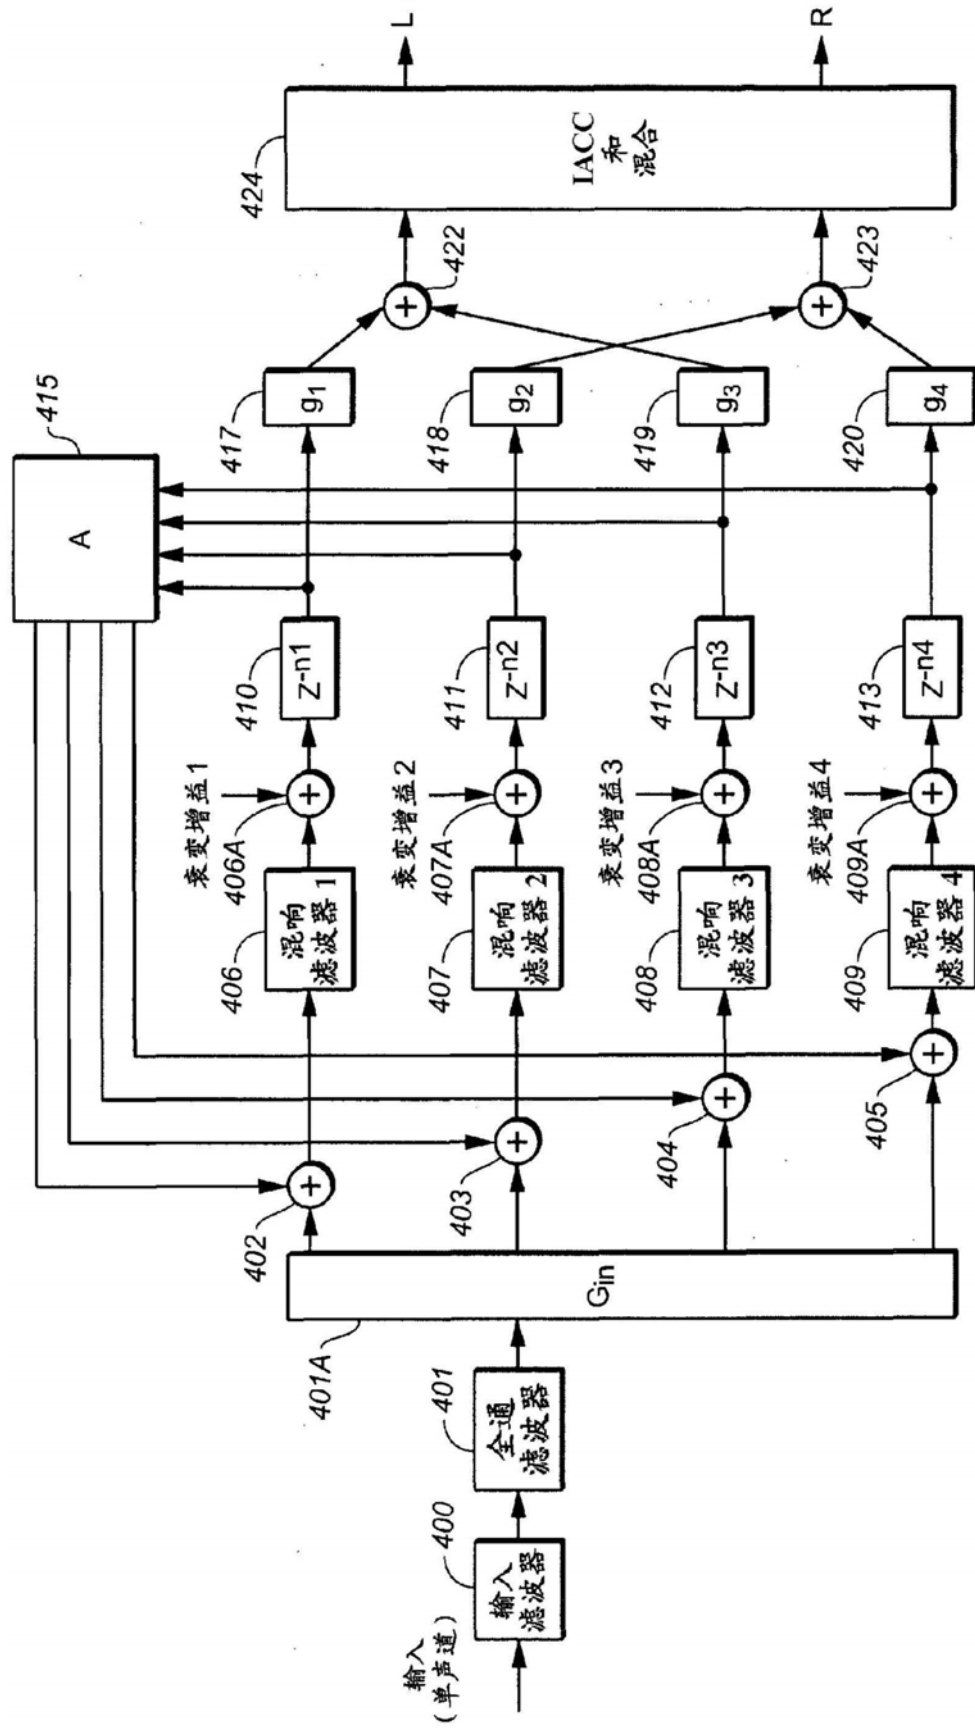 输入
（单声道）
400
输入
滤波器
401
全通
滤波器
401A
Gin
402
403
404
405
406
混响
滤波器1
407
混响
滤波器2
408
混响
滤波器3
409
混响
滤波器4
衰变增益1
406A
衰变增益2
407A
衰变增益3
408A
衰变增益4
409A
410
z-n1
411
z-n2
412
z-n3
413
z-n4
415
A
417
g1
418
g2
419
g3
420
g4
422
423
424
IACC
和
混合
L
R